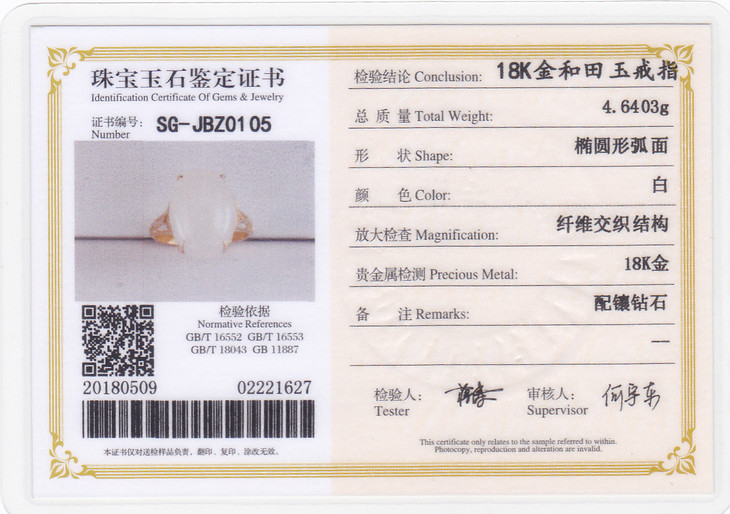 珠宝玉石鉴定证书
Identification Certificate Of Gems & Jewelry
证书编号: SG-JBZ0105
Number
检验依据
Normative References
GB/T 16552 GB/T 16553
GB/T 18043 GB 11887
20180509 02221627
本证书仅对送检样品负责，翻印、复印、涂改无效。
检验结论 Conclusion: 18K金和田玉戒指
总质量 Total Weight: 4.6403g
形状 Shape: 椭圆形弧面
颜色 Color: 白
放大检查 Magnification: 纤维交织结构
贵金属检测 Precious Metal: 18K金
备注 Remarks: 配镶钻石
--
检验人:
Tester
审核人:
Supervisor
This certificate only relates to the sample referred to within.
Photocopy, reproduction and alteration are invalid.